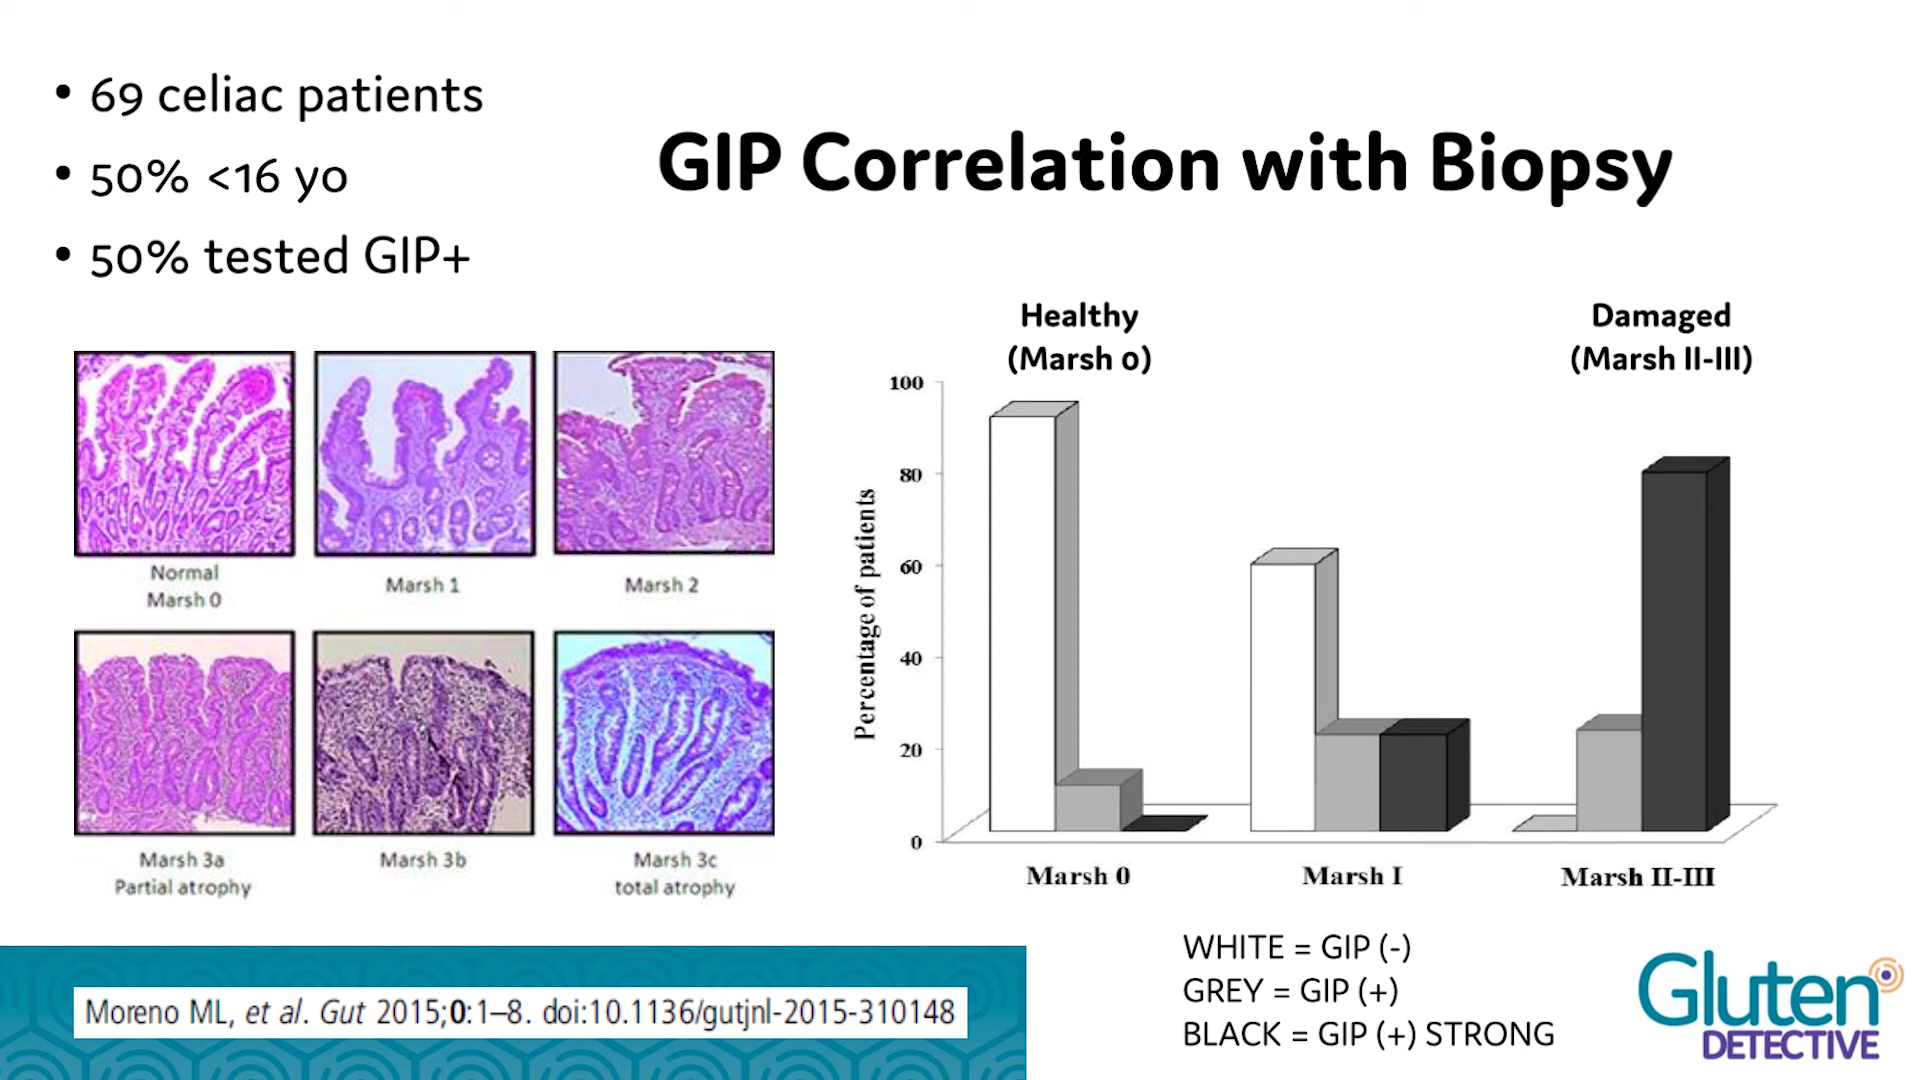 • 69 celiac patients
• 50% <16 yo
• 50% tested GIP+
GIP Correlation with Biopsy
Normal
Marsh 0
Marsh 1
Marsh 2
Marsh 3a
Partial atrophy
Marsh 3b
Marsh 3c
total atrophy
Healthy
(Marsh 0)
Damaged
(Marsh II-III)
Percentage of patients
100
80
60
40
20
0
Marsh 0
Marsh I
Marsh II-III
WHITE = GIP (-)
GREY = GIP (+)
BLACK = GIP (+) STRONG
Moreno ML, et al. Gut 2015;0:1–8. doi:10.1136/gutjnl-2015-310148
Gluten
DETECTIVE